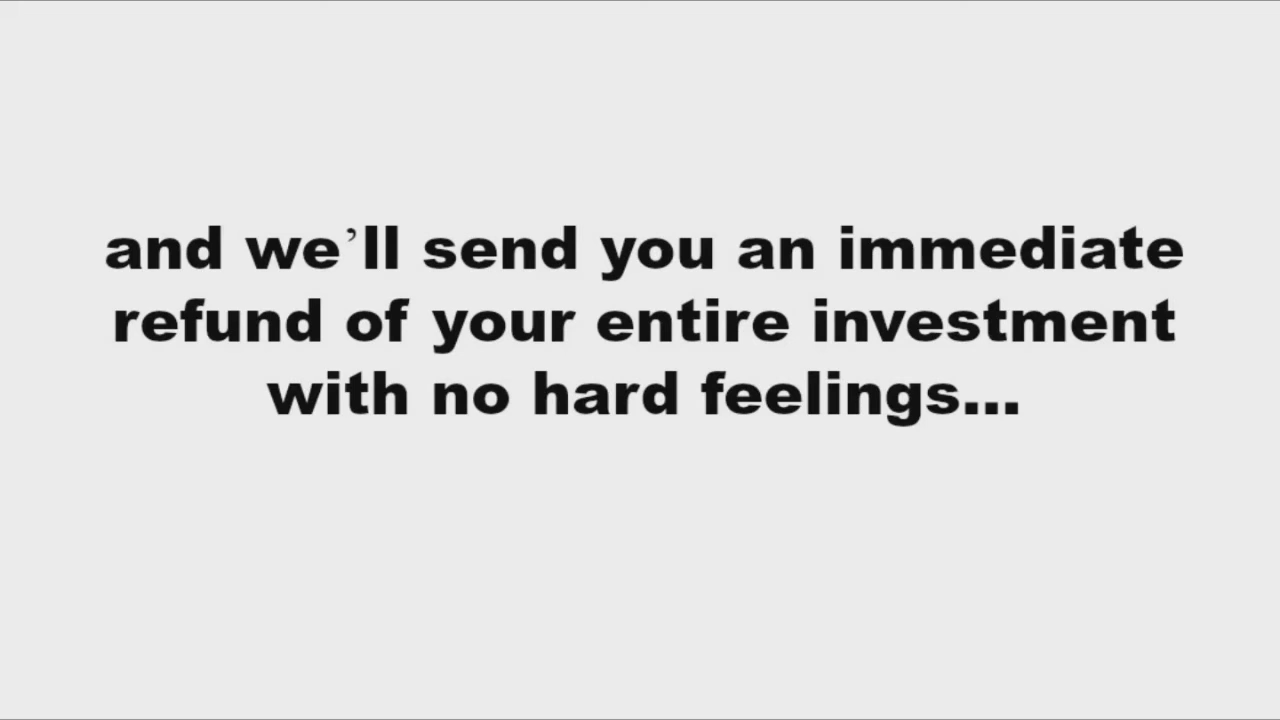 and we’ll send you an immediate
refund of your entire investment
with no hard feelings...